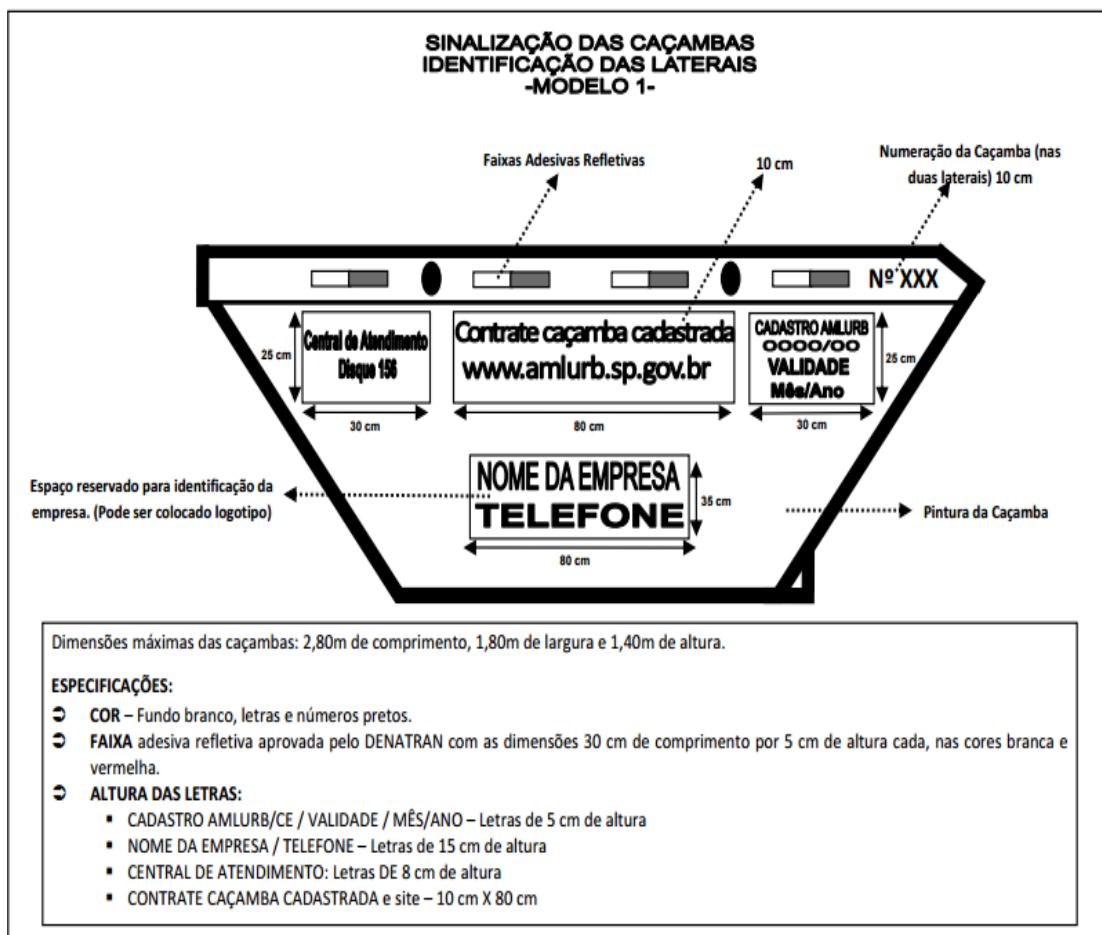 SINALIZAÇÃO DAS CAÇAMBAS
IDENTIFICAÇÃO DAS LATERAIS
-MODELO 1-
Faixas Adesivas Refletivas
10 cm
Numeração da Caçamba (nas
duas laterais) 10 cm
Nº XXX
25 cm
Central de Atendimento
Disque 156
30 cm
Contrate caçamba cadastrada
www.amlurb.sp.gov.br
80 cm
CADASTRO AMLURB
0000/00
VALIDADE
Mês/Ano
25 cm
30 cm
Espaço reservado para identificação da
empresa. (Pode ser colocado logotipo)
NOME DA EMPRESA
TELEFONE
35 cm
80 cm
Pintura da Caçamba
Dimensões máximas das caçambas: 2,80m de comprimento, 1,80m de largura e 1,40m de altura.
ESPECIFICAÇÕES:
➲ COR – Fundo branco, letras e números pretos.
➲ FAIXA adesiva refletiva aprovada pelo DENATRAN com as dimensões 30 cm de comprimento por 5 cm de altura cada, nas cores branca e
vermelha.
➲ ALTURA DAS LETRAS:
▪ CADASTRO AMLURB/CE / VALIDADE / MÊS/ANO – Letras de 5 cm de altura
▪ NOME DA EMPRESA / TELEFONE – Letras de 15 cm de altura
▪ CENTRAL DE ATENDIMENTO: Letras DE 8 cm de altura
▪ CONTRATE CAÇAMBA CADASTRADA e site – 10 cm X 80 cm